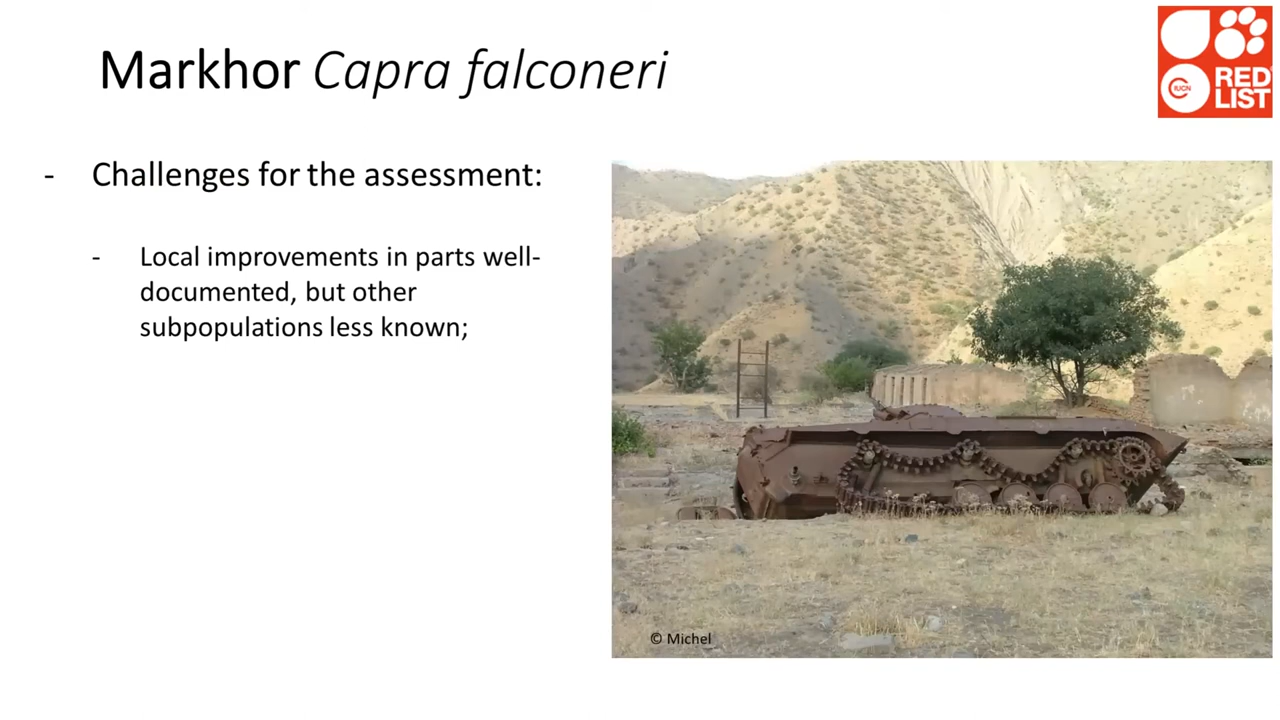 Markhor Capra falconeri
RED
LIST
IUCN
- Challenges for the assessment:
- Local improvements in parts well-
documented, but other
subpopulations less known;
© Michel